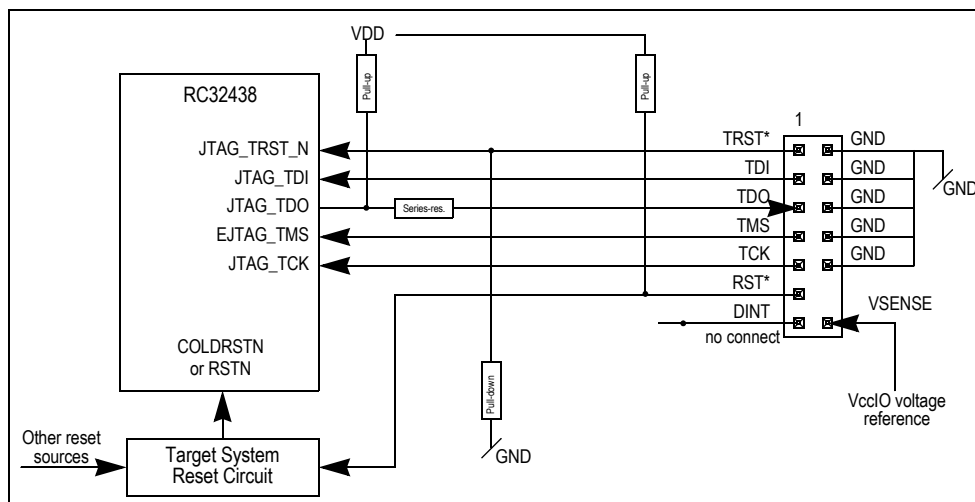 VDD
Pull-up
Pull-up
RC32438
1
JTAG_TRST_N
TRST*
GND
JTAG_TDI
TDI
GND
GND
JTAG_TDO
Series-res.
TDO
GND
EJTAG_TMS
TMS
GND
JTAG_TCK
TCK
GND
RST*
VSENSE
DINT
no connect
COLDRSTN
or RSTN
Pull-down
VccIO voltage
reference
Other reset
sources
Target System
Reset Circuit
GND